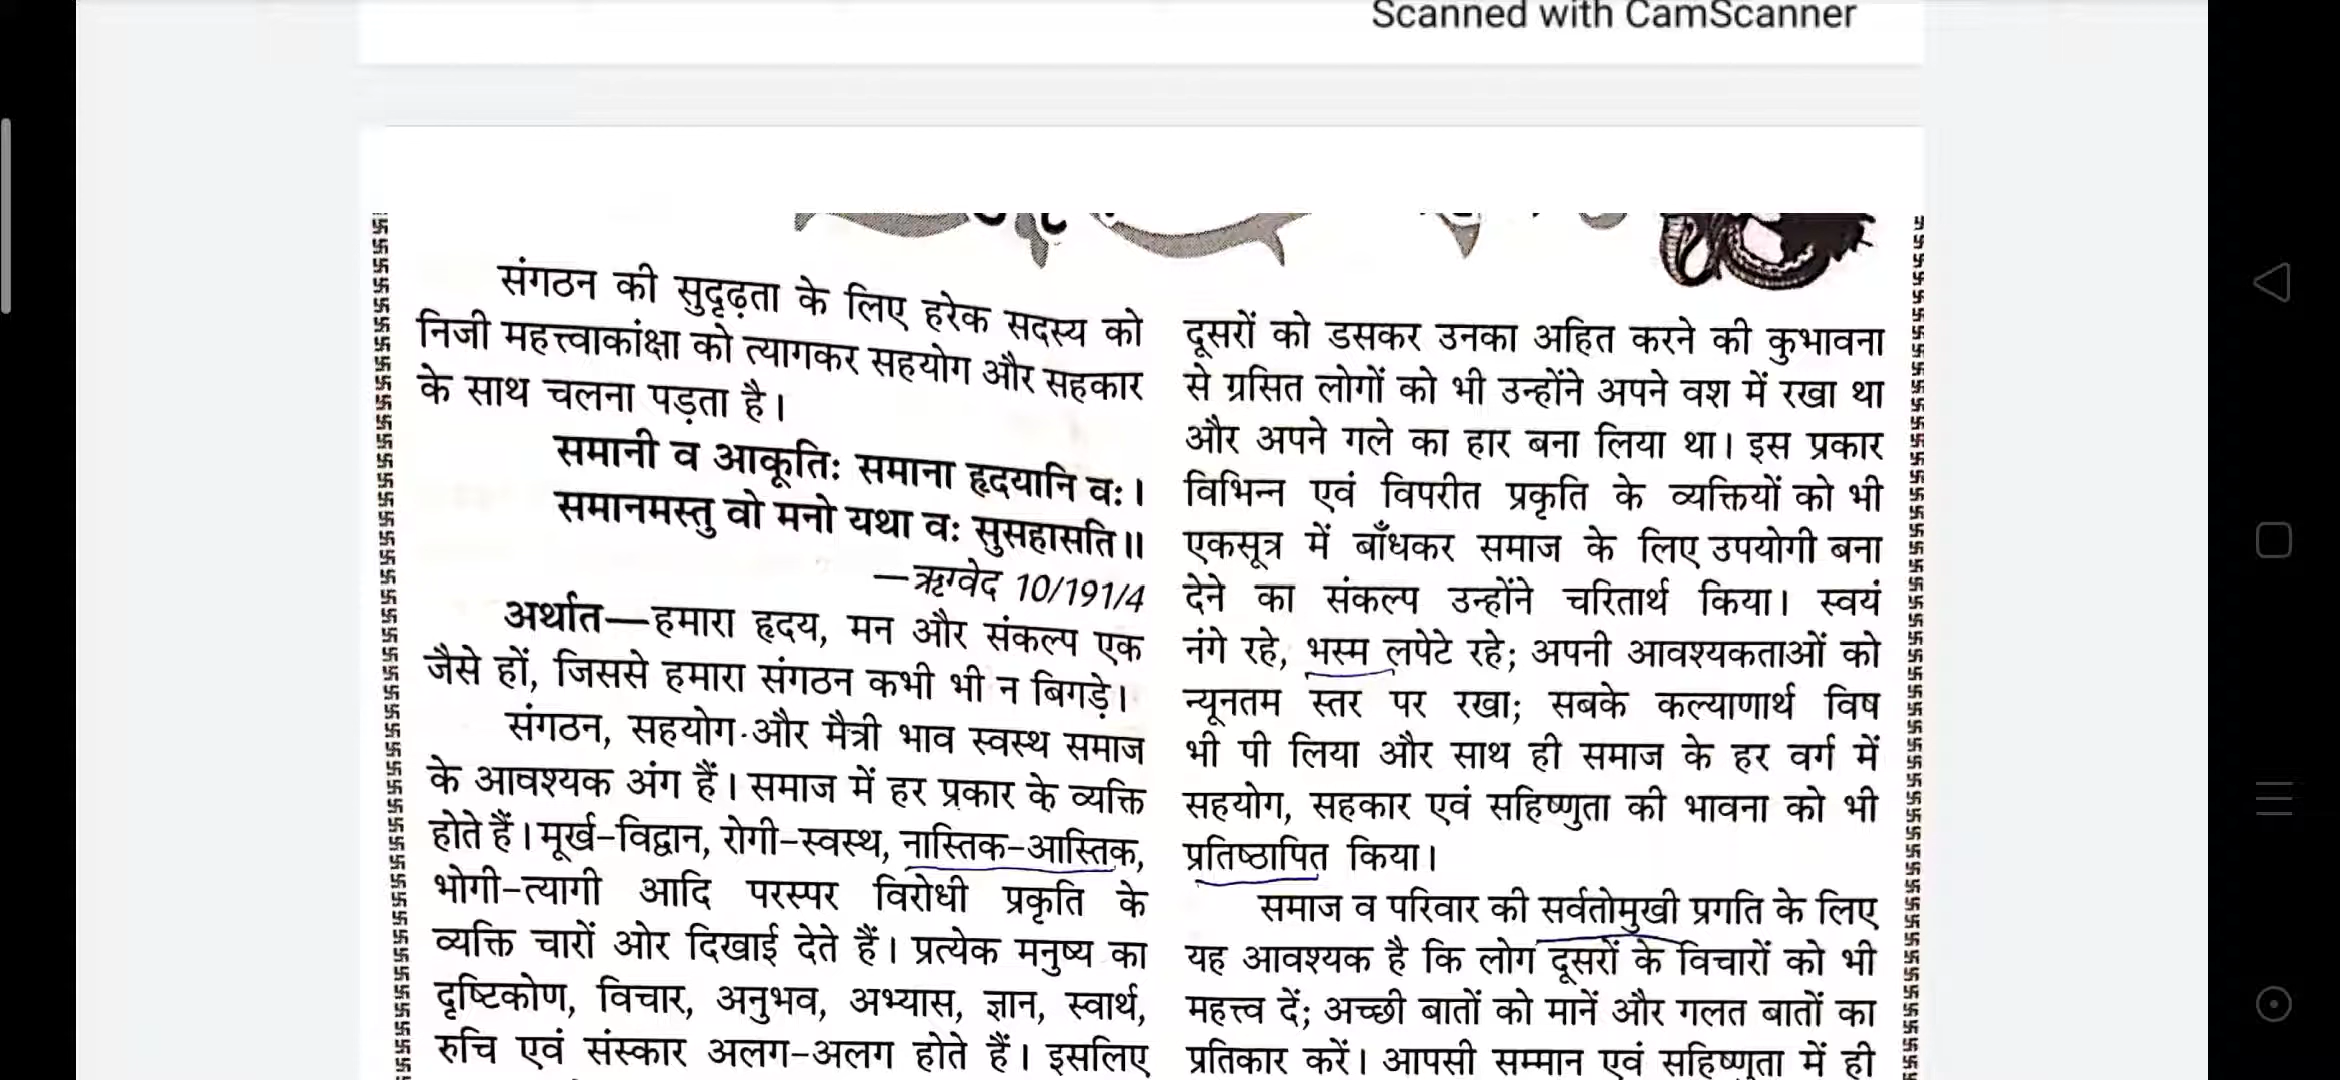 Scanned with CamScanner
संगठन की सुदृढ़ता के लिए हरेक सदस्य को
निजी महत्त्वाकांक्षा को त्यागकर सहयोग और सहकार
के साथ चलना पड़ता है।
समानी व आकूतिः समाना हृदयानि वः।
समानमस्तु वो मनो यथा वः सुसहासति॥
—ऋग्वेद 10/191/4
अर्थात—हमारा हृदय, मन और संकल्प एक
जैसे हों, जिससे हमारा संगठन कभी भी न बिगड़े।
संगठन, सहयोग और मैत्री भाव स्वस्थ समाज
के आवश्यक अंग हैं। समाज में हर प्रकार के व्यक्ति
होते हैं। मूर्ख-विद्वान, रोगी-स्वस्थ, नास्तिक-आस्तिक,
भोगी-त्यागी आदि परस्पर विरोधी प्रकृति के
व्यक्ति चारों ओर दिखाई देते हैं। प्रत्येक मनुष्य का
दृष्टिकोण, विचार, अनुभव, अभ्यास, ज्ञान, स्वार्थ,
रुचि एवं संस्कार अलग-अलग होते हैं। इसलिए
दूसरों को डसकर उनका अहित करने की कुभावना
से ग्रसित लोगों को भी उन्होंने अपने वश में रखा था
और अपने गले का हार बना लिया था। इस प्रकार
विभिन्न एवं विपरीत प्रकृति के व्यक्तियों को भी
एकसूत्र में बाँधकर समाज के लिए उपयोगी बना
देने का संकल्प उन्होंने चरितार्थ किया। स्वयं
नंगे रहे, भस्म लपेटे रहे; अपनी आवश्यकताओं को
न्यूनतम स्तर पर रखा; सबके कल्याणार्थ विष
भी पी लिया और साथ ही समाज के हर वर्ग में
सहयोग, सहकार एवं सहिष्णुता की भावना को भी
प्रतिष्ठापित किया।
समाज व परिवार की सर्वतोमुखी प्रगति के लिए
यह आवश्यक है कि लोग दूसरों के विचारों को भी
महत्त्व दें; अच्छी बातों को मानें और गलत बातों का
प्रतिकार करें। आपसी सम्मान एवं सहिष्णुता में ही